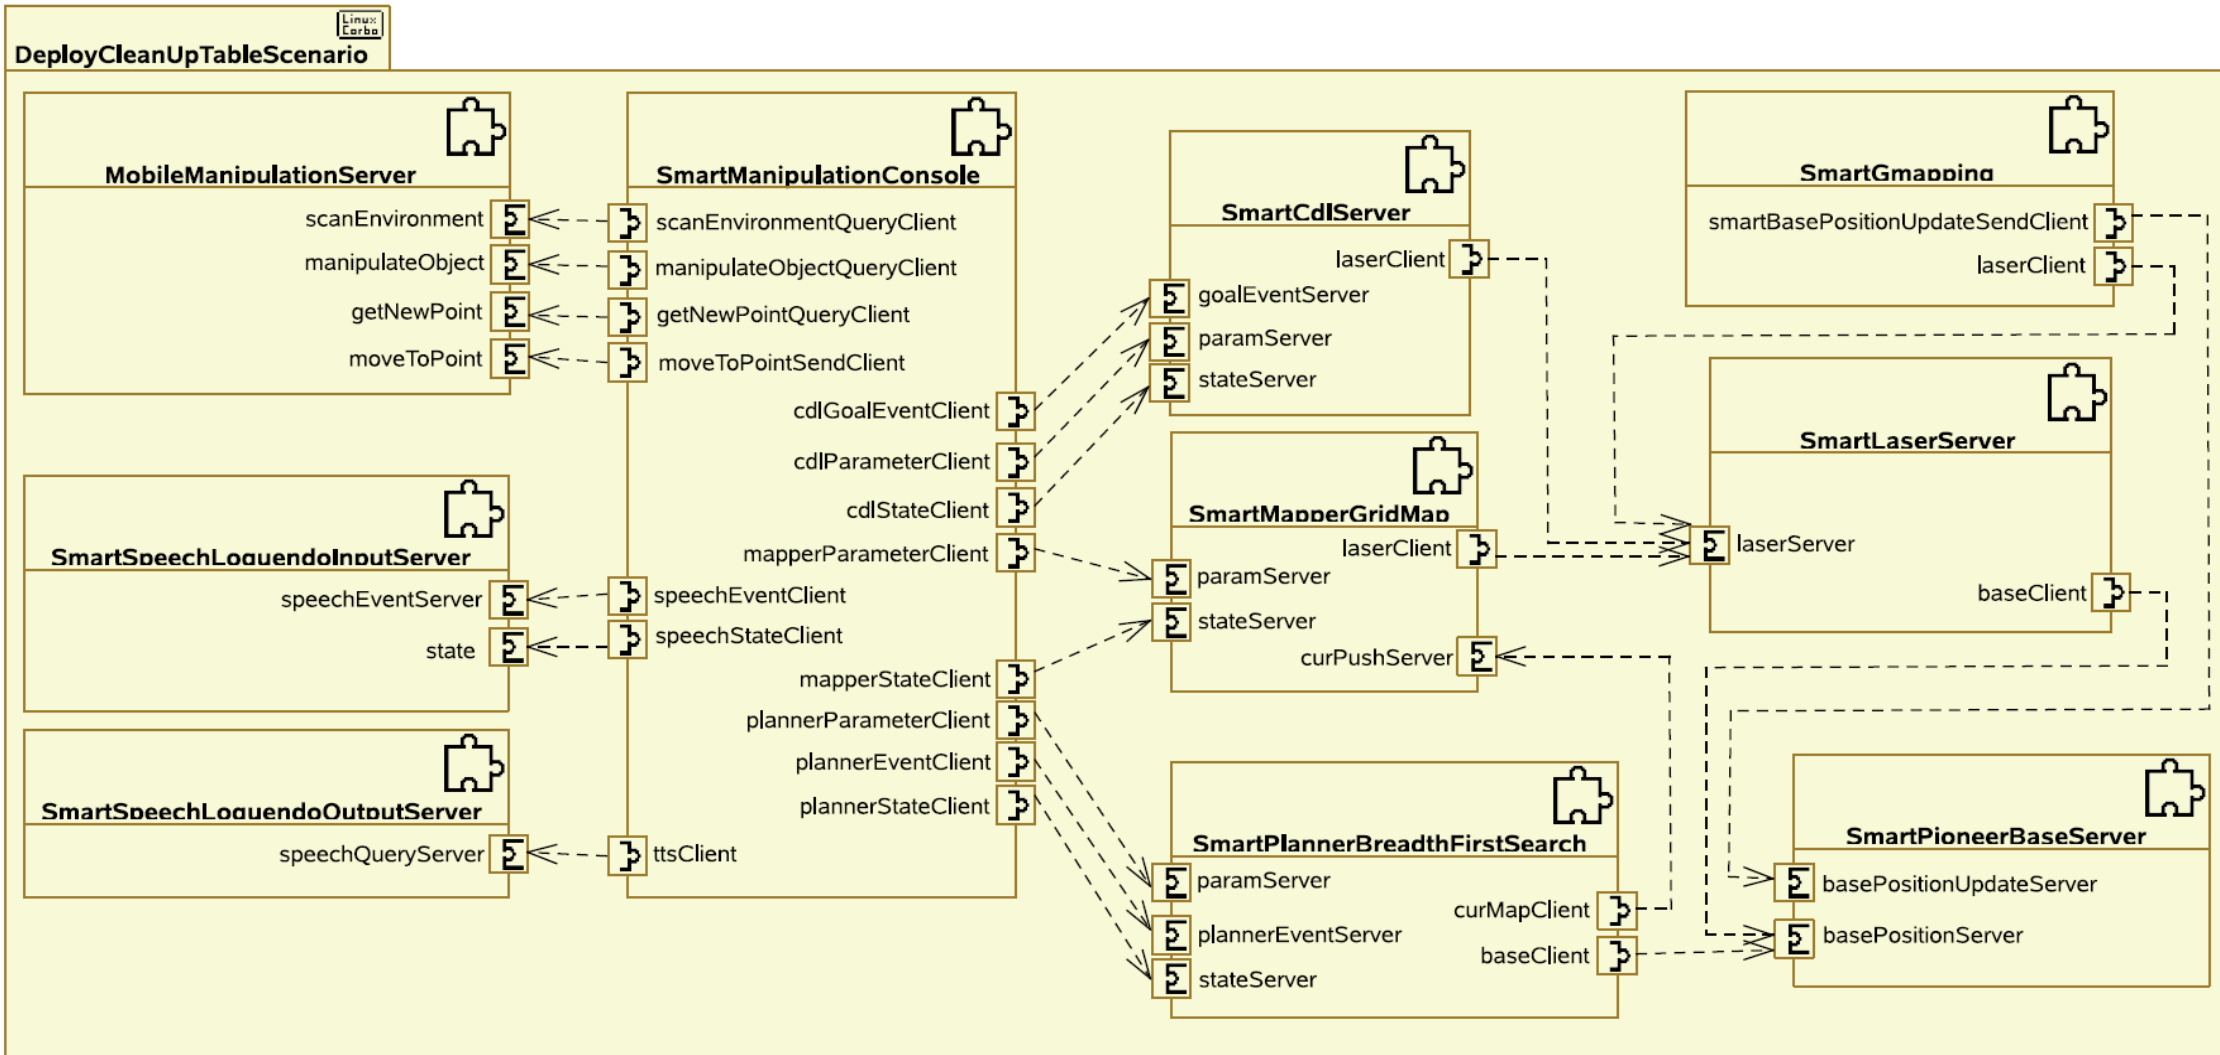 Linux
Corba
DeployCleanUpTableScenario
MobileManipulationServer
scanEnvironment
manipulateObject
getNewPoint
moveToPoint
SmartSpeechLoquendoInputServer
speechEventServer
state
SmartSpeechLoquendoOutputServer
speechQueryServer
SmartManipulationConsole
scanEnvironmentQueryClient
manipulateObjectQueryClient
getNewPointQueryClient
moveToPointSendClient
cdlGoalEventClient
cdlParameterClient
cdlStateClient
mapperParameterClient
speechEventClient
speechStateClient
mapperStateClient
plannerParameterClient
plannerEventClient
plannerStateClient
ttsClient
SmartCdlServer
laserClient
goalEventServer
paramServer
stateServer
SmartMapperGridMap
laserClient
paramServer
stateServer
curPushServer
SmartPlannerBreadthFirstSearch
paramServer
curMapClient
plannerEventServer
baseClient
stateServer
SmartGmapping
smartBasePositionUpdateSendClient
laserClient
SmartLaserServer
laserServer
baseClient
SmartPioneerBaseServer
basePositionUpdateServer
basePositionServer